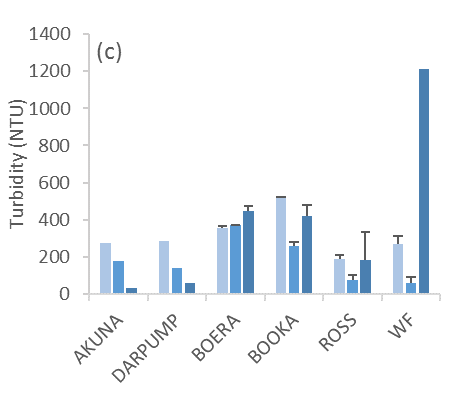 (c)
Turbidity (NTU)
1400
1200
1000
800
600
400
200
0
AKUNA
DARPUMP
BOERA
BOOKA
ROSS
WF